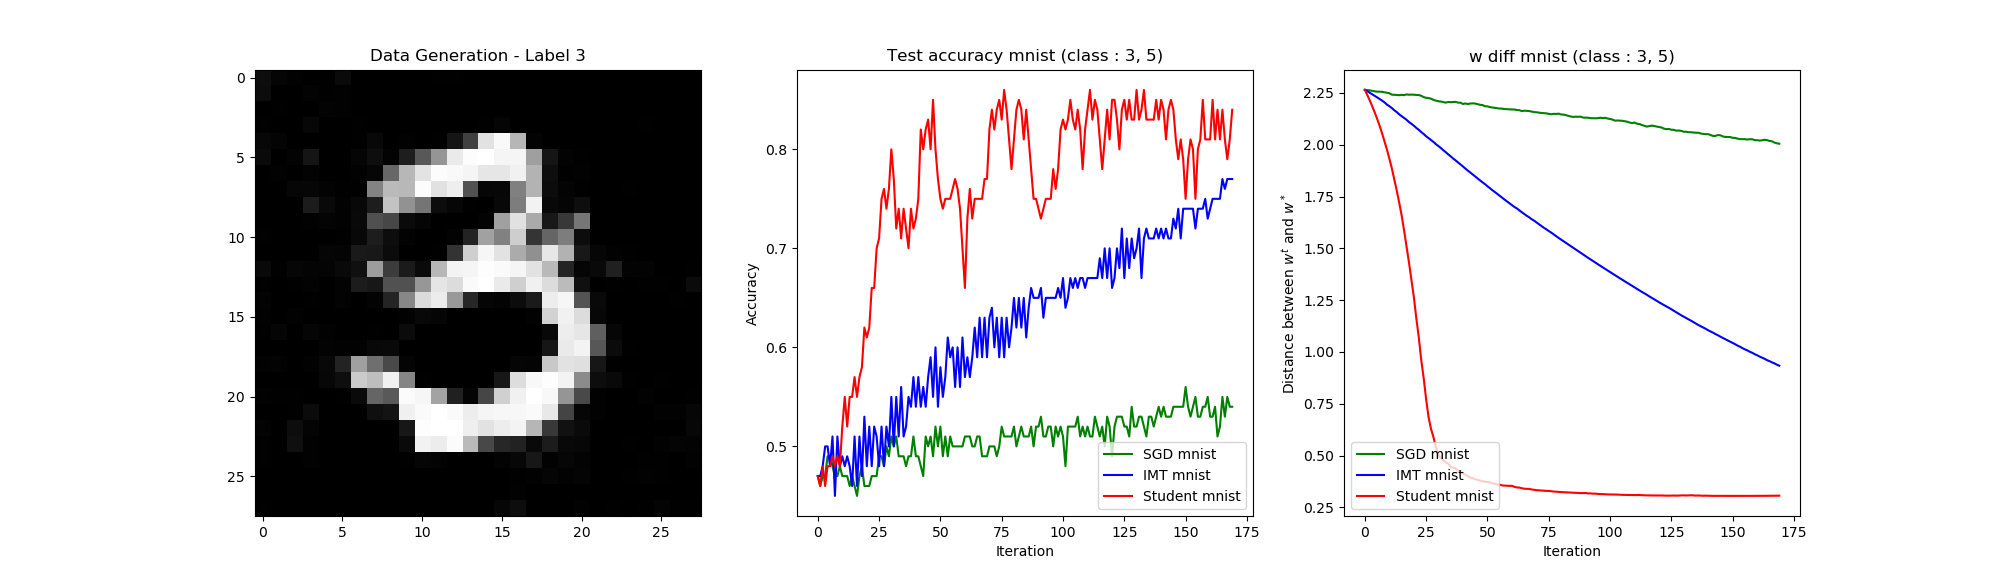 Data Generation - Label 3
0
5
10
15
20
25
0 5 10 15 20 25
Test accuracy mnist (class : 3, 5)
Accuracy
0.8
0.7
0.6
0.5
0 25 50 75 100 125 150 175
Iteration
SGD mnist
IMT mnist
Student mnist
w diff mnist (class : 3, 5)
Distance between w^t and w^*
2.25
2.00
1.75
1.50
1.25
1.00
0.75
0.50
0.25
0 25 50 75 100 125 150 175
Iteration
SGD mnist
IMT mnist
Student mnist